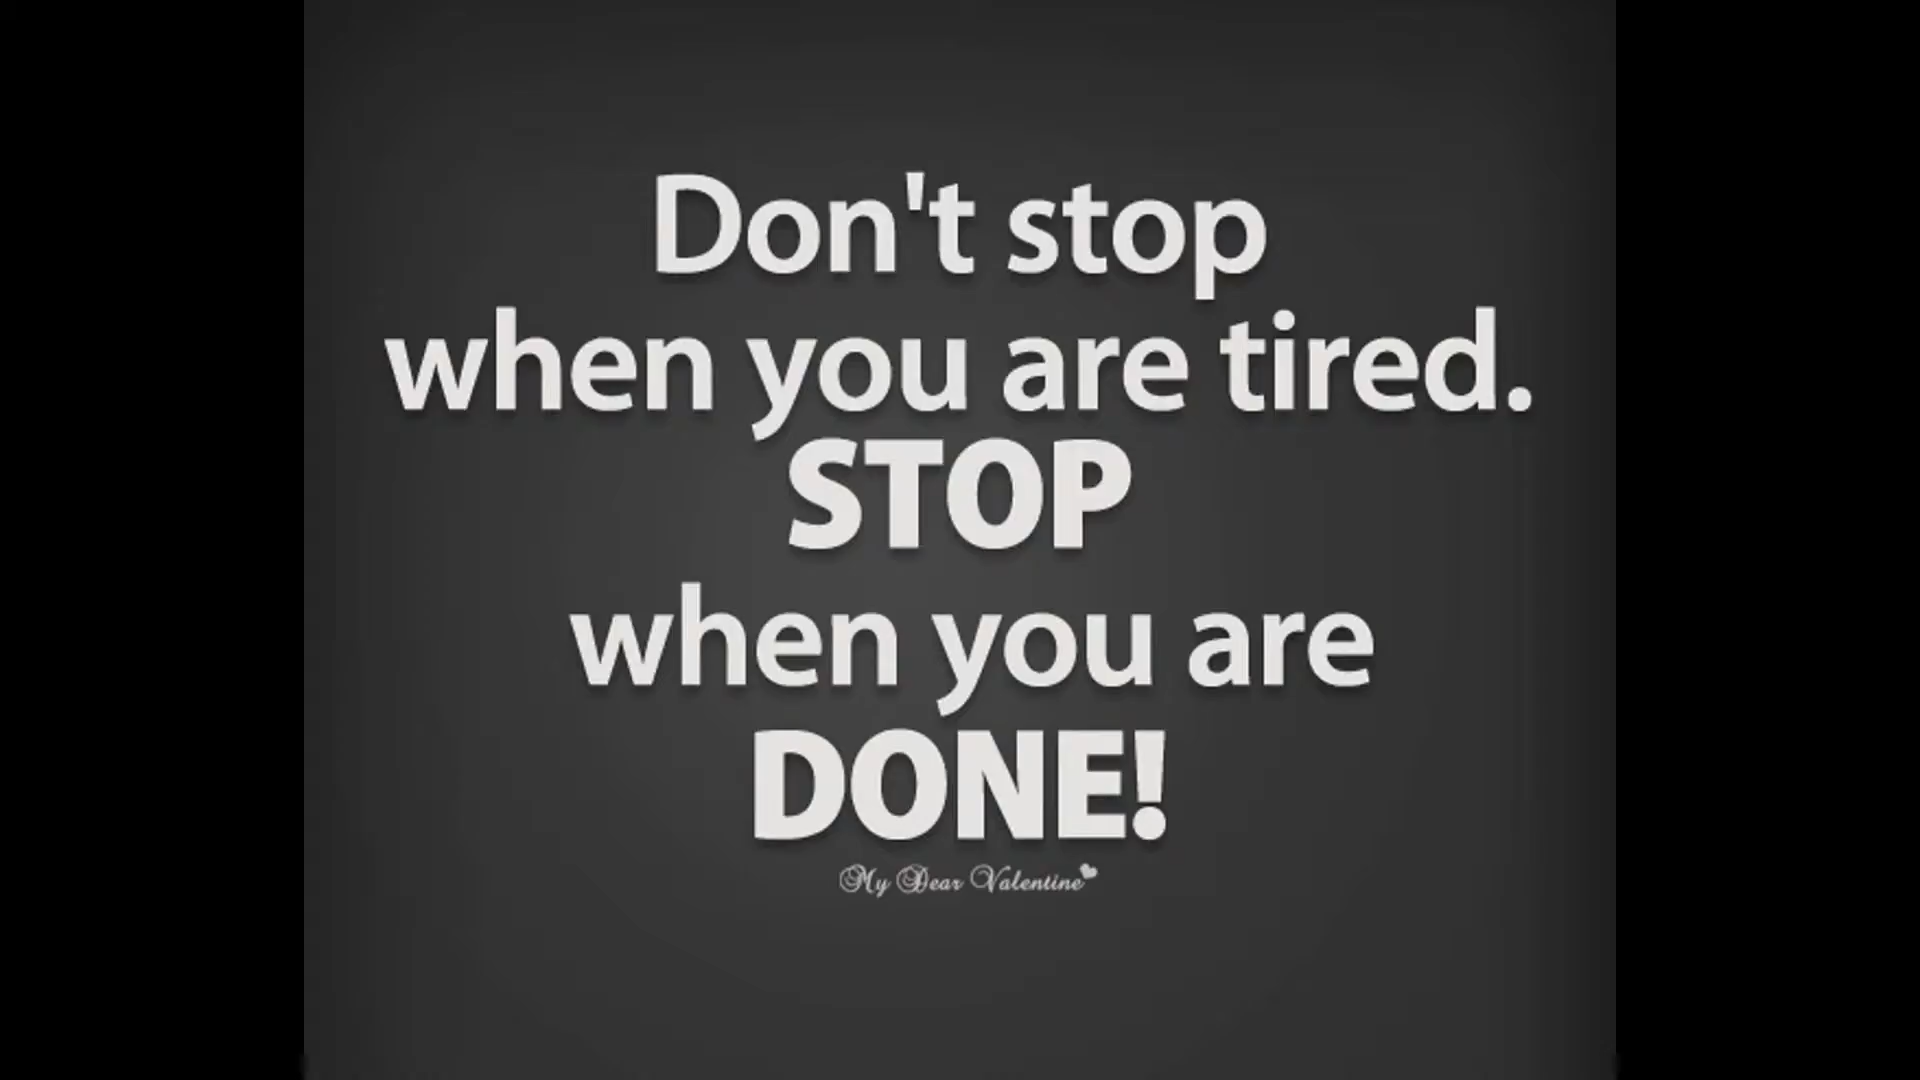 Don't stop
when you are tired.
STOP
when you are
DONE!
My Dear Valentine